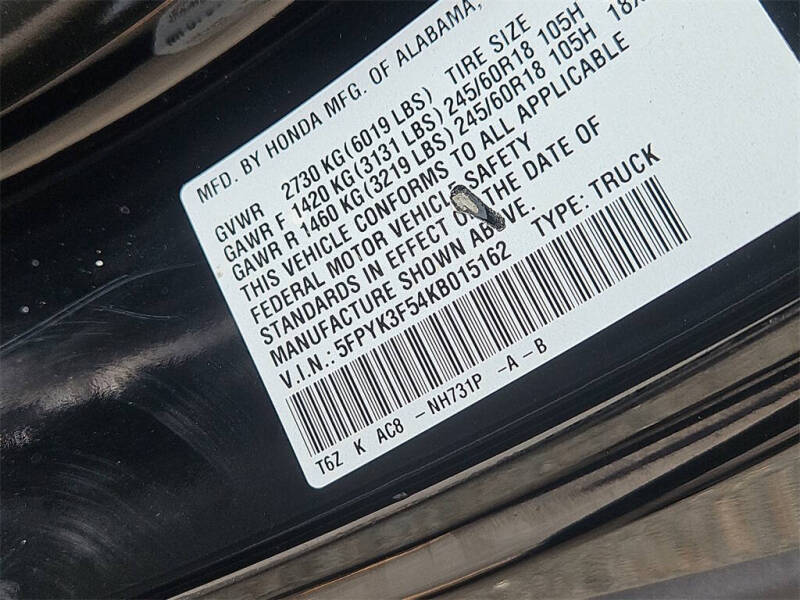 MFD. BY HONDA MFG. OF ALABAMA,
TIRE SIZE
GVWR 2730 KG (6019 LBS)
GAWR F 1420 KG (3131 LBS) 245/60R18 105H
GAWR R 1460 KG (3219 LBS) 245/60R18 105H
THIS VEHICLE CONFORMS TO ALL APPLICABLE
FEDERAL MOTOR VEHICLE SAFETY
STANDARDS IN EFFECT ON THE DATE OF
MANUFACTURE SHOWN ABOVE.
V.I.N.: 5FPYK3F54KB015162 TYPE: TRUCK
T6Z K AC8 -NH731P -A-B